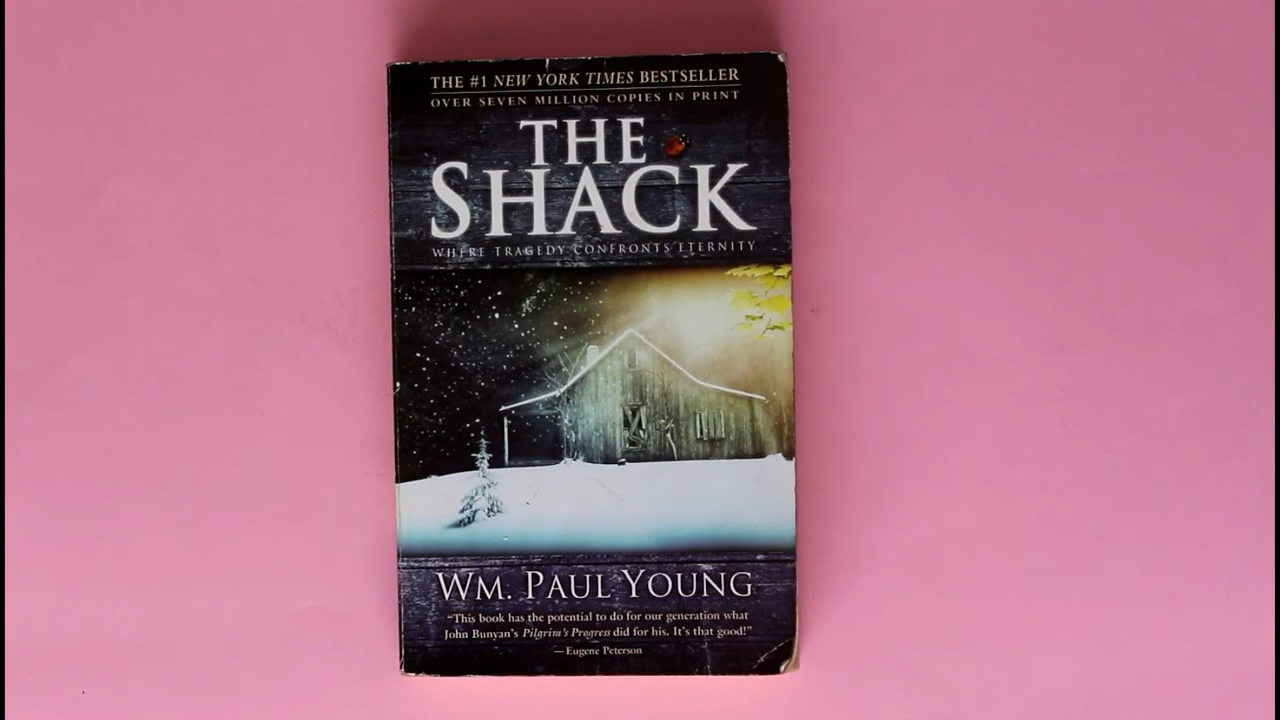 THE #1 NEW YORK TIMES BESTSELLER
OVER SEVEN MILLION COPIES IN PRINT
THE
SHACK
WHERE TRAGEDY CONFRONTS ETERNITY
WM. PAUL YOUNG
“This book has the potential to do for our generation what
John Bunyan’s Pilgrim’s Progress did for his. It’s that good!”
—Eugene Peterson